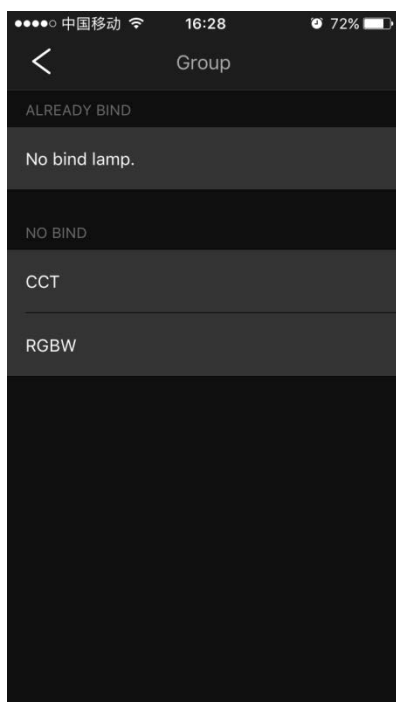 中国移动 16:28 72%
Group
ALREADY BIND
No bind lamp.
NO BIND
CCT
RGBW